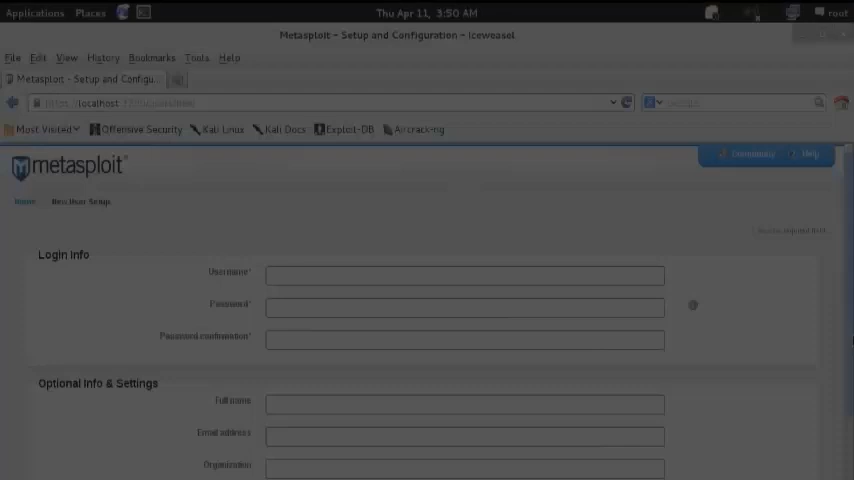 Applications Places Thu Apr 11, 3:50 AM root
Metasploit - Setup and Configuration - Iceweasel
File Edit View History Bookmarks Tools Help
Metasploit - Setup and Configu...
localhost
Most Visited Offensive Security Kali Linux Kali Docs Exploit-DB Aircrack-ng
metasploit®
Community Help
Home New User Setup
Login Info
Username*
Password*
Password confirmation*
Optional Info & Settings
Full name
Email address
Organization